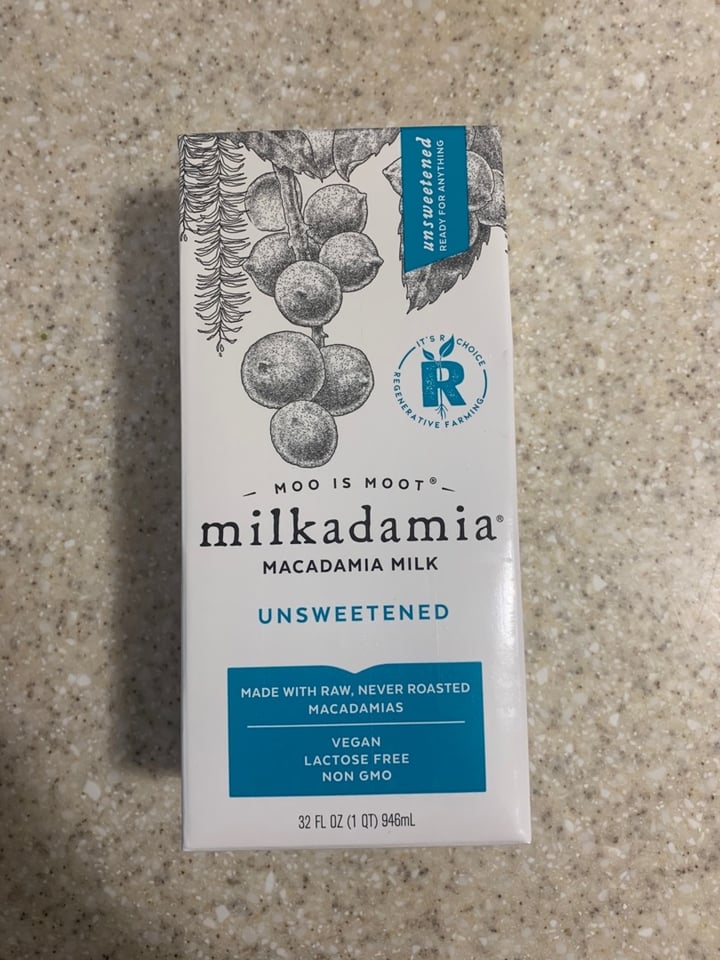 unsweetened
READY FOR ANYTHING
IT'S R CHOICE
REGENERATIVE FARMING
R
MOO IS MOOT®
milkadamia®
MACADAMIA MILK
UNSWEETENED
MADE WITH RAW, NEVER ROASTED
MACADAMIAS
VEGAN
LACTOSE FREE
NON GMO
32 FL OZ (1 QT) 946mL